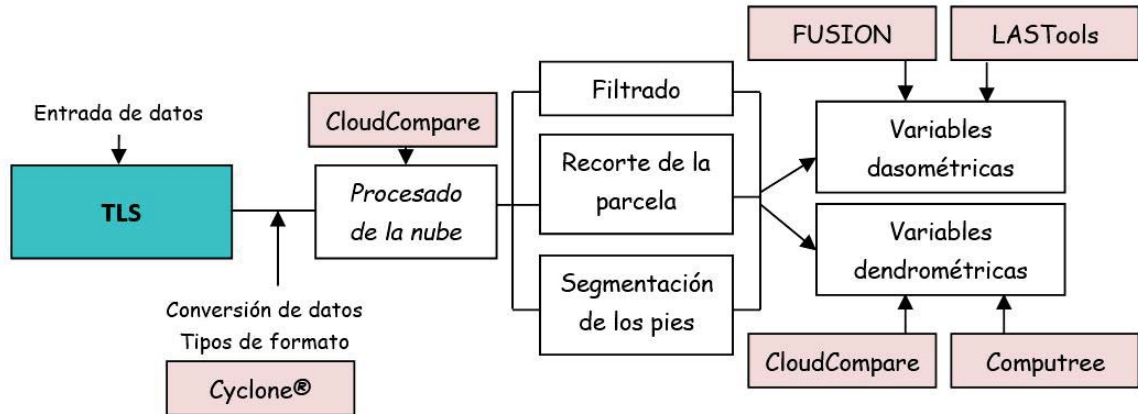 FUSION
LASTools
Entrada de datos
CloudCompare
Filtrado
Variables
dasométricas
TLS
Procesado
de la nube
Recorte de la
parcela
Variables
dendrométricas
Conversión de datos
Tipos de formato
Segmentación
de los pies
Cyclone®
CloudCompare
Computree